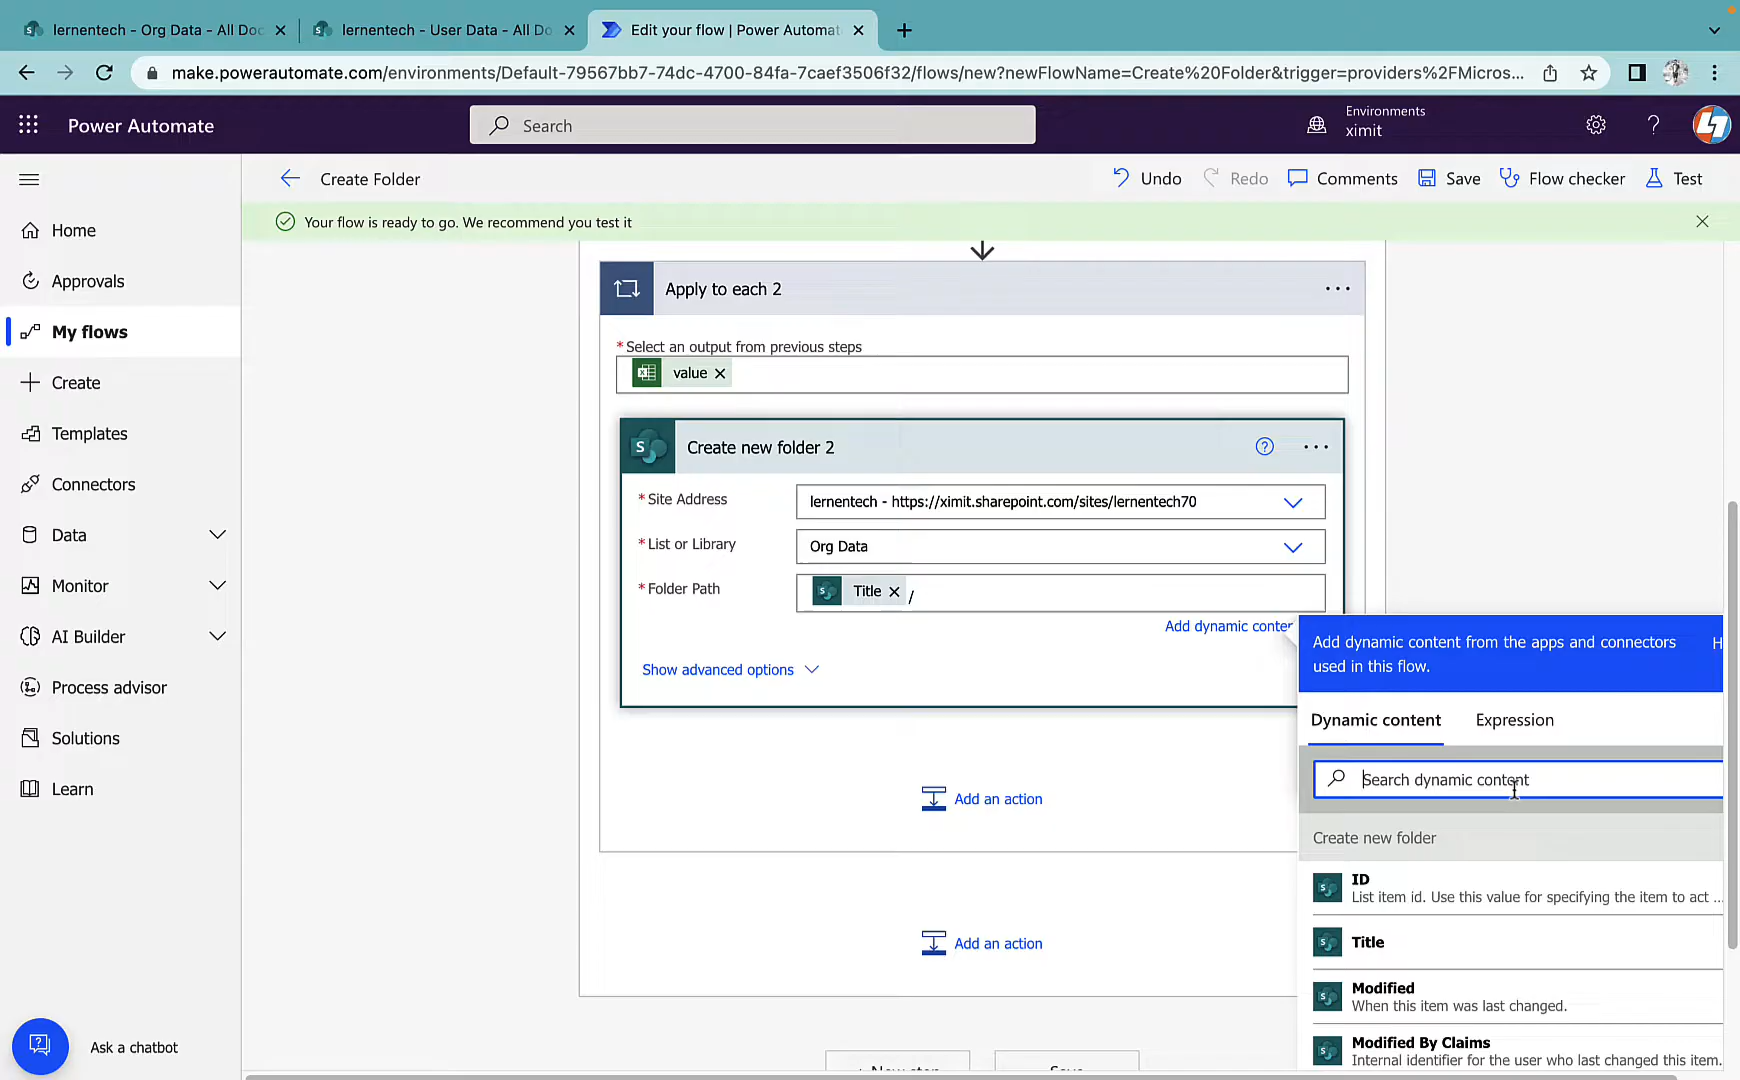 lernentech - Org Data - All Doc
lernentech - User Data - All Do
Edit your flow | Power Automat
make.powerautomate.com/environments/Default-79567bb7-74dc-4700-84fa-7caef3506f32/flows/new?newFlowName=Create%20Folder&trigger=providers%2FMicros...
Power Automate
Search
Environments
ximit
Create Folder
Undo
Redo
Comments
Save
Flow checker
Test
Your flow is ready to go. We recommend you test it
Home
Approvals
My flows
Create
Templates
Connectors
Data
Monitor
AI Builder
Process advisor
Solutions
Learn
Ask a chatbot
Apply to each 2
* Select an output from previous steps
value
Create new folder 2
* Site Address
lernentech - https://ximit.sharepoint.com/sites/lernentech70
* List or Library
Org Data
* Folder Path
Title /
Add dynamic conten
Show advanced options
Add an action
Add an action
Add dynamic content from the apps and connectors
used in this flow.
H
Dynamic content
Expression
Search dynamic content
Create new folder
ID
List item id. Use this value for specifying the item to act ...
Title
Modified
When this item was last changed.
Modified By Claims
Internal identifier for the user who last changed this item.
+ New step
Save